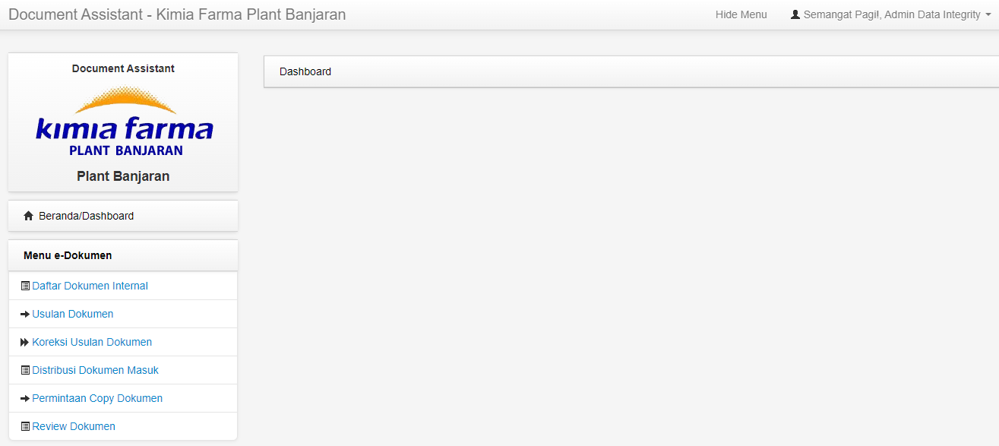 Document Assistant - Kimia Farma Plant Banjaran
Hide Menu
Semangat Pagi!, Admin Data Integrity
Document Assistant
kimia farma
PLANT BANJARAN
Plant Banjaran
Beranda/Dashboard
Menu e-Dokumen
Daftar Dokumen Internal
Usulan Dokumen
Koreksi Usulan Dokumen
Distribusi Dokumen Masuk
Permintaan Copy Dokumen
Review Dokumen
Dashboard